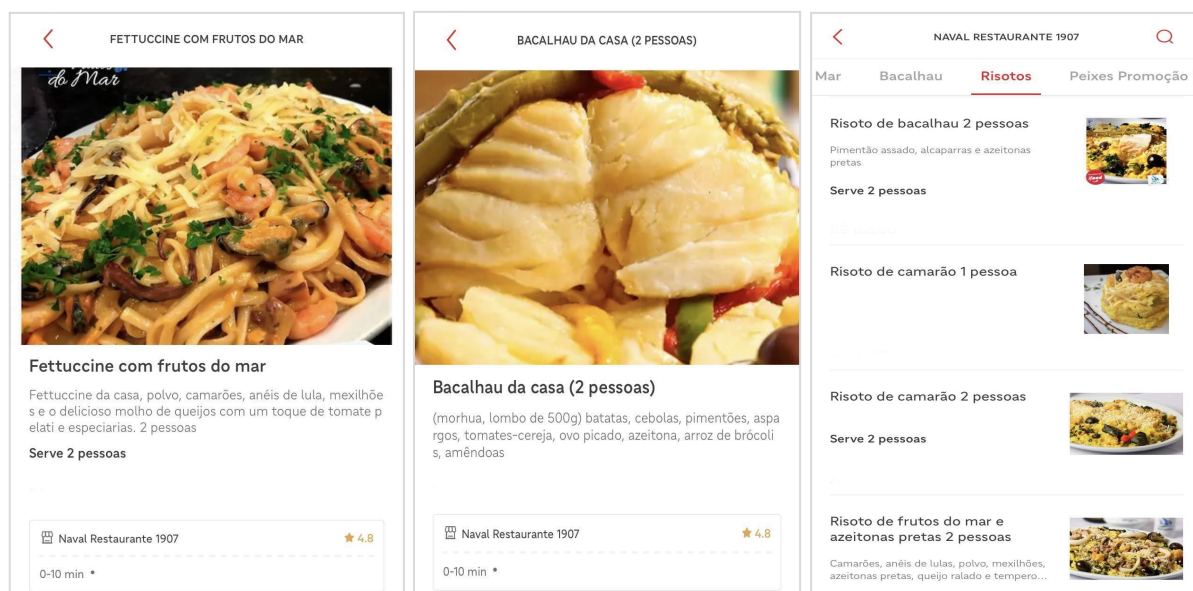 FETTUCCINE COM FRUTOS DO MAR
do Mar
Fettuccine com frutos do mar
Fettuccine da casa, polvo, camarões, anéis de lula, mexilhõe
s e o delicioso molho de queijos com um toque de tomate p
elati e especiarias. 2 pessoas
Serve 2 pessoas
Naval Restaurante 1907
4.8
0-10 min •
BACALHAU DA CASA (2 PESSOAS)
Bacalhau da casa (2 pessoas)
(morhua, lombo de 500g) batatas, cebolas, pimentões, aspa
rgos, tomates-cereja, ovo picado, azeitona, arroz de brócoli
s, amêndoas
Naval Restaurante 1907
4.8
0-10 min •
NAVAL RESTAURANTE 1907
Mar Bacalhau Risotos Peixes Promoção
Risoto de bacalhau 2 pessoas
Pimentão assado, alcaparras e azeitonas
pretas
Serve 2 pessoas
Risoto de camarão 1 pessoa
Risoto de camarão 2 pessoas
Serve 2 pessoas
Risoto de frutos do mar e
azeitonas pretas 2 pessoas
Camarões, anéis de lulas, polvo, mexilhões,
azeitonas pretas, queijo ralado e tempero...